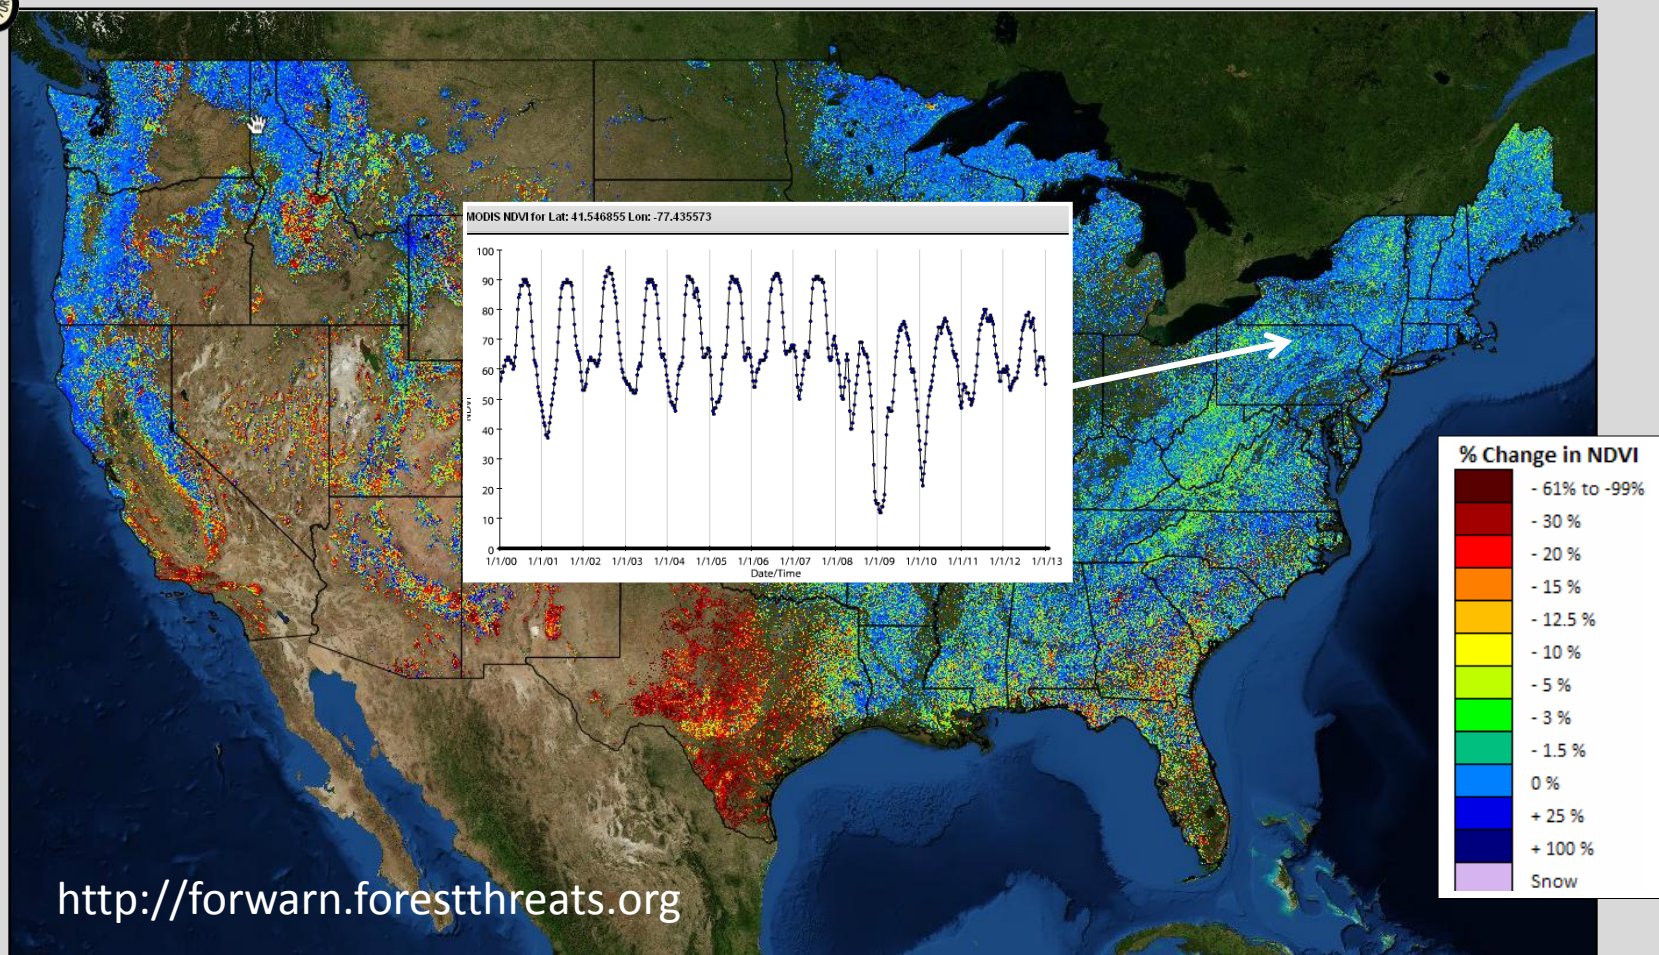 MODIS NDVI for Lat: 41.546855 Lon: -77.435573
100
90
80
70
60
50
40
30
20
10
0
NDVI
1/1/00 1/1/01 1/1/02 1/1/03 1/1/04 1/1/05 1/1/06 1/1/07 1/1/08 1/1/09 1/1/10 1/1/11 1/1/12 1/1/13
Date/Time
% Change in NDVI
- 61% to -99%
- 30 %
- 20 %
- 15 %
- 12.5 %
- 10 %
- 5 %
- 3 %
- 1.5 %
0 %
+ 25 %
+ 100 %
Snow
http://forwarn.forestthreats.org